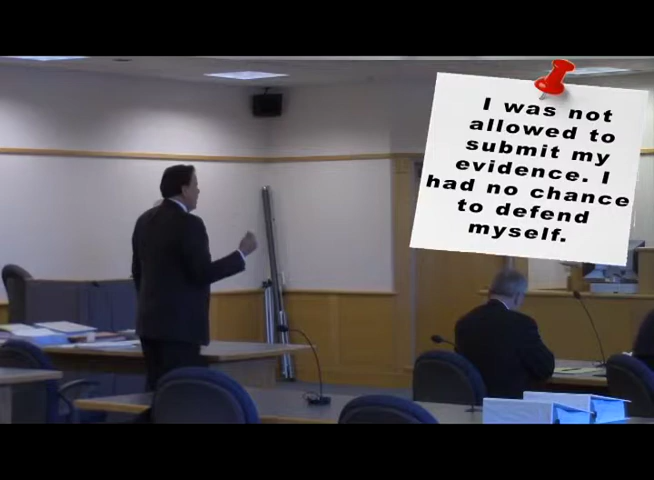 I was not
allowed to
submit my
evidence. I
had no chance
to defend
myself.